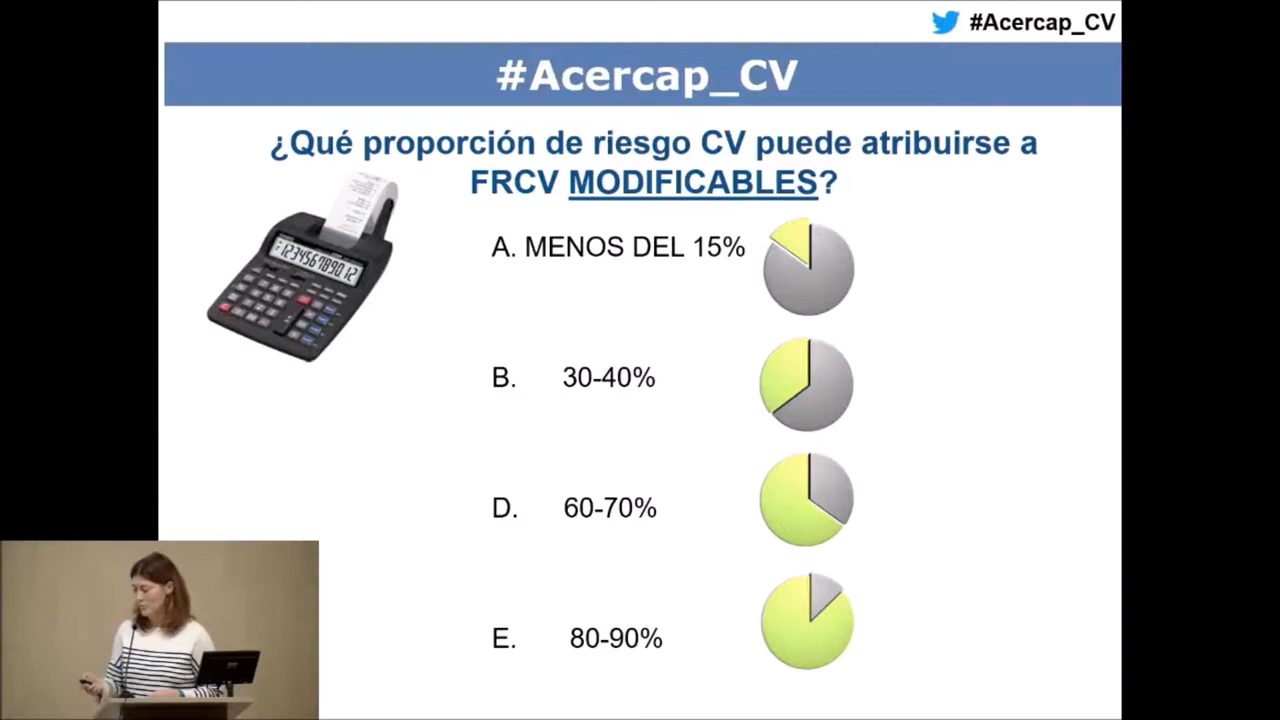 #Acercap_CV
#Acercap_CV
¿Qué proporción de riesgo CV puede atribuirse a
FRCV MODIFICABLES?
A. MENOS DEL 15%
B. 30-40%
D. 60-70%
E. 80-90%
123456789012